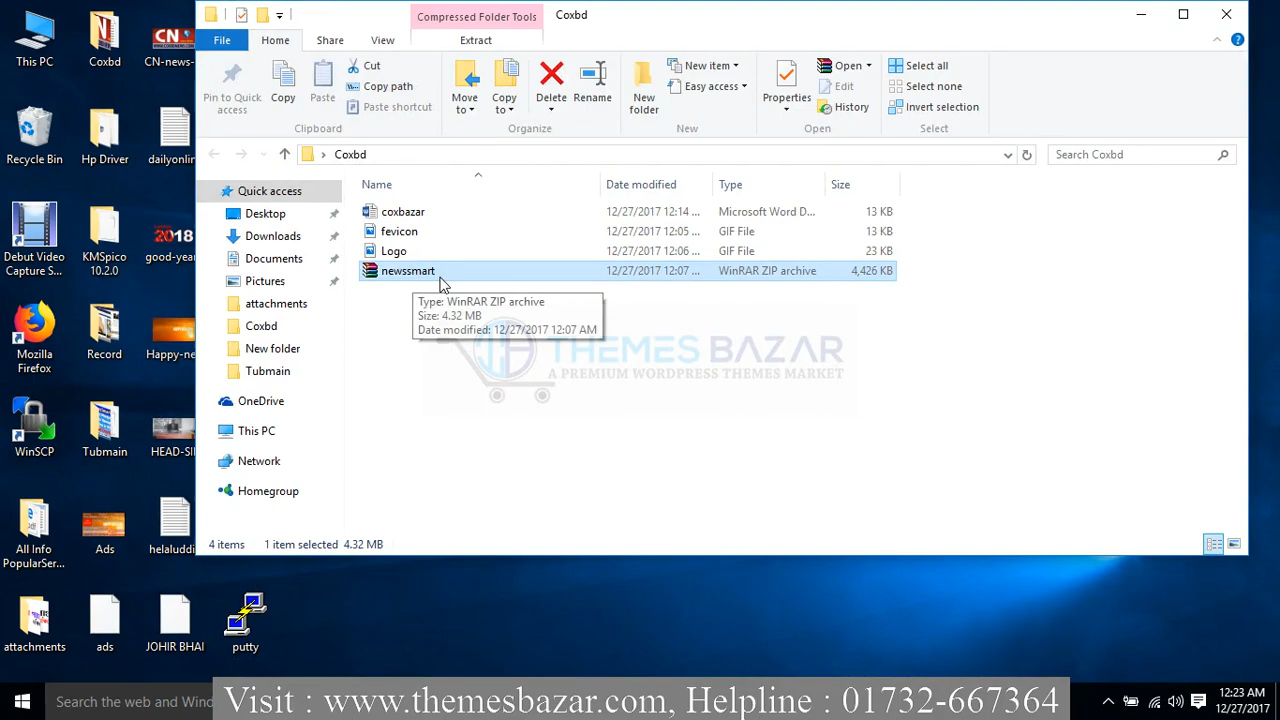 Compressed Folder Tools
Coxbd
File
Home
Share
View
Extract
Pin to Quick access
Copy
Paste
Cut
Copy path
Paste shortcut
Clipboard
Move to
Copy to
Delete
Rename
Organize
New folder
New item
Easy access
New
Properties
Open
Edit
History
Open
Select all
Select none
Invert selection
Select
Coxbd
Search Coxbd
Name
Date modified
Type
Size
coxbazar 12/27/2017 12:14 ... Microsoft Word D... 13 KB
fevicon 12/27/2017 12:05 ... GIF File 13 KB
Logo 12/27/2017 12:06 ... GIF File 23 KB
newssmart 12/27/2017 12:07 ... WinRAR ZIP archive 4,426 KB
Type: WinRAR ZIP archive
Size: 4.32 MB
Date modified: 12/27/2017 12:07 AM
THEMES BAZAR
A PREMIUM WORDPRESS THEMES MARKET
Quick access
Desktop
Downloads
Documents
Pictures
attachments
Coxbd
New folder
Tubmain
OneDrive
This PC
Network
Homegroup
4 items
1 item selected 4.32 MB
This PC
Coxbd
CN-news-
Recycle Bin
Hp Driver
dailyonlin
Debut Video Capture S...
KMSpico 10.2.0
good-year
2018
Mozilla Firefox
Record
Happy-ne
WinSCP
Tubmain
HEAD-SI
All Info PopularSer...
Ads
helaluddi
attachments
ads
JOHIR BHAI
putty
Search the web and Wind
Visit : www.themesbazar.com, Helpline : 01732-667364
12:23 AM
12/27/2017